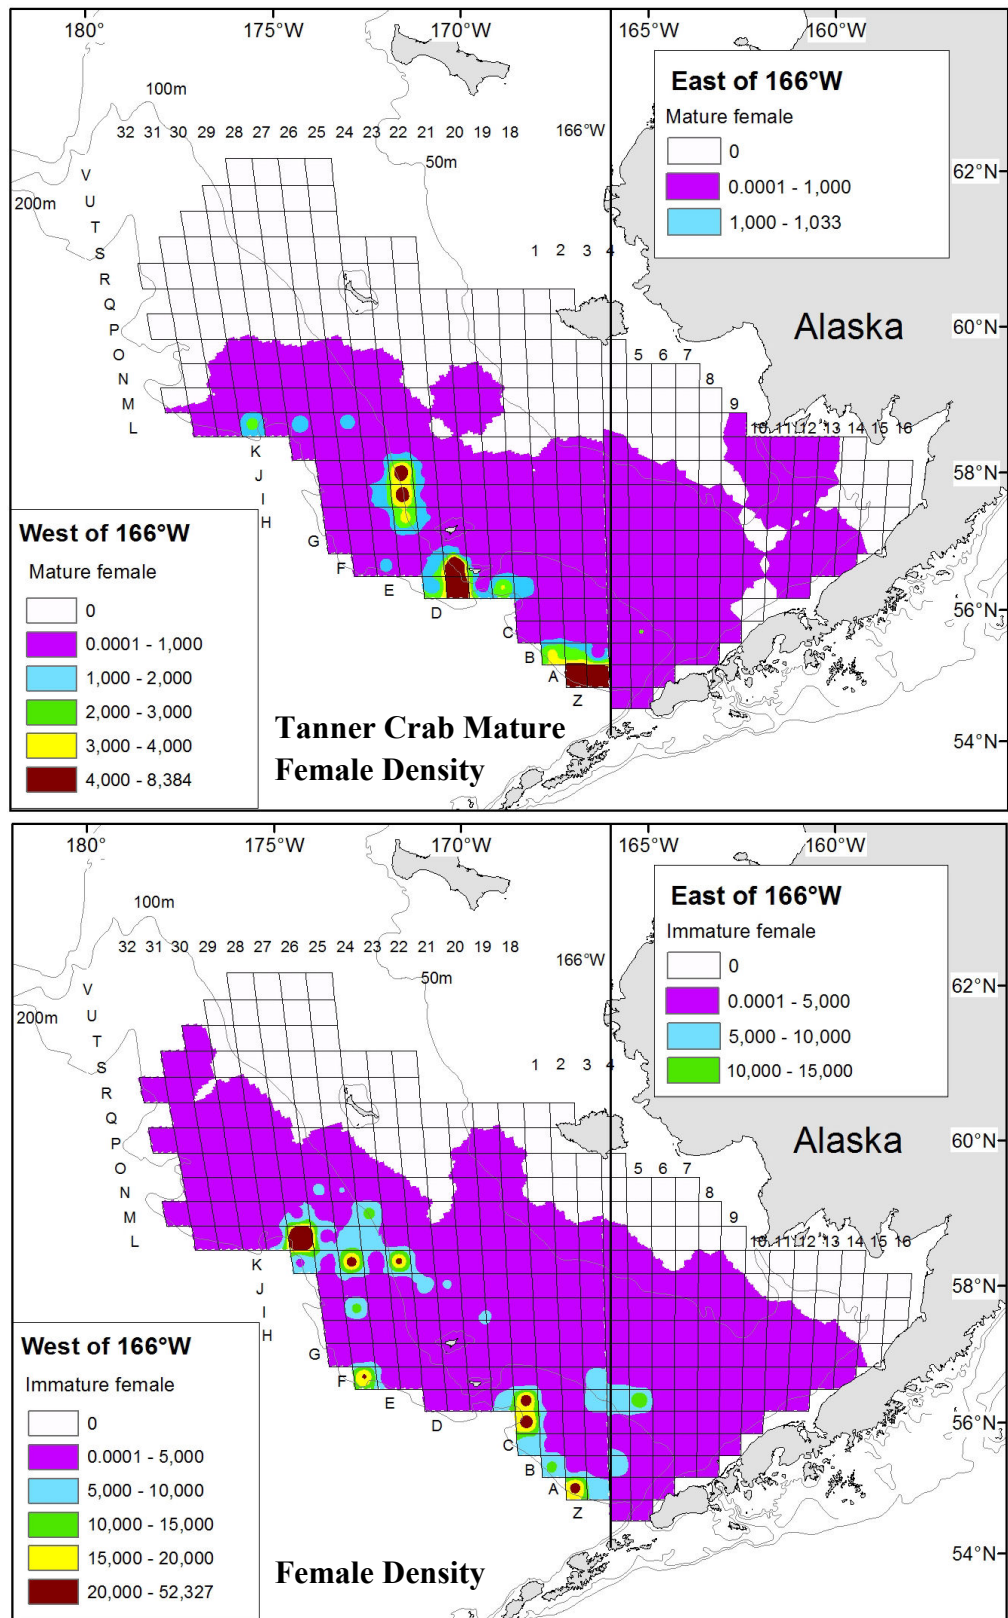 180°
175°W
170°W
165°W
160°W
East of 166°W
Mature female
0
0.0001 - 1,000
1,000 - 1,033
100m
32 31 30 29 28 27 26 25 24 23 22 21 20 19 18
166°W
50m
62°N
V
200m
U
T
S
R
Q
P
O
N
M
L
1 2 3 4
Alaska
60°N
5 6 7
8
9
10 11 12 13 14 15 16
K
J
I
H
58°N
G
F
E
D
C
B
A
Z
56°N
54°N
West of 166°W
Mature female
0
0.0001 - 1,000
1,000 - 2,000
2,000 - 3,000
3,000 - 4,000
4,000 - 8,384
Tanner Crab Mature
Female Density
180°
175°W
170°W
165°W
160°W
East of 166°W
Immature female
0
0.0001 - 5,000
5,000 - 10,000
10,000 - 15,000
100m
32 31 30 29 28 27 26 25 24 23 22 21 20 19 18
166°W
50m
62°N
V
200m
U
T
S
R
Q
P
O
N
M
L
1 2 3 4
Alaska
60°N
5 6 7
8
9
10 11 12 13 14 15 16
K
J
I
H
58°N
G
F
E
D
C
B
A
Z
56°N
54°N
West of 166°W
Immature female
0
0.0001 - 5,000
5,000 - 10,000
10,000 - 15,000
15,000 - 20,000
20,000 - 52,327
Female Density